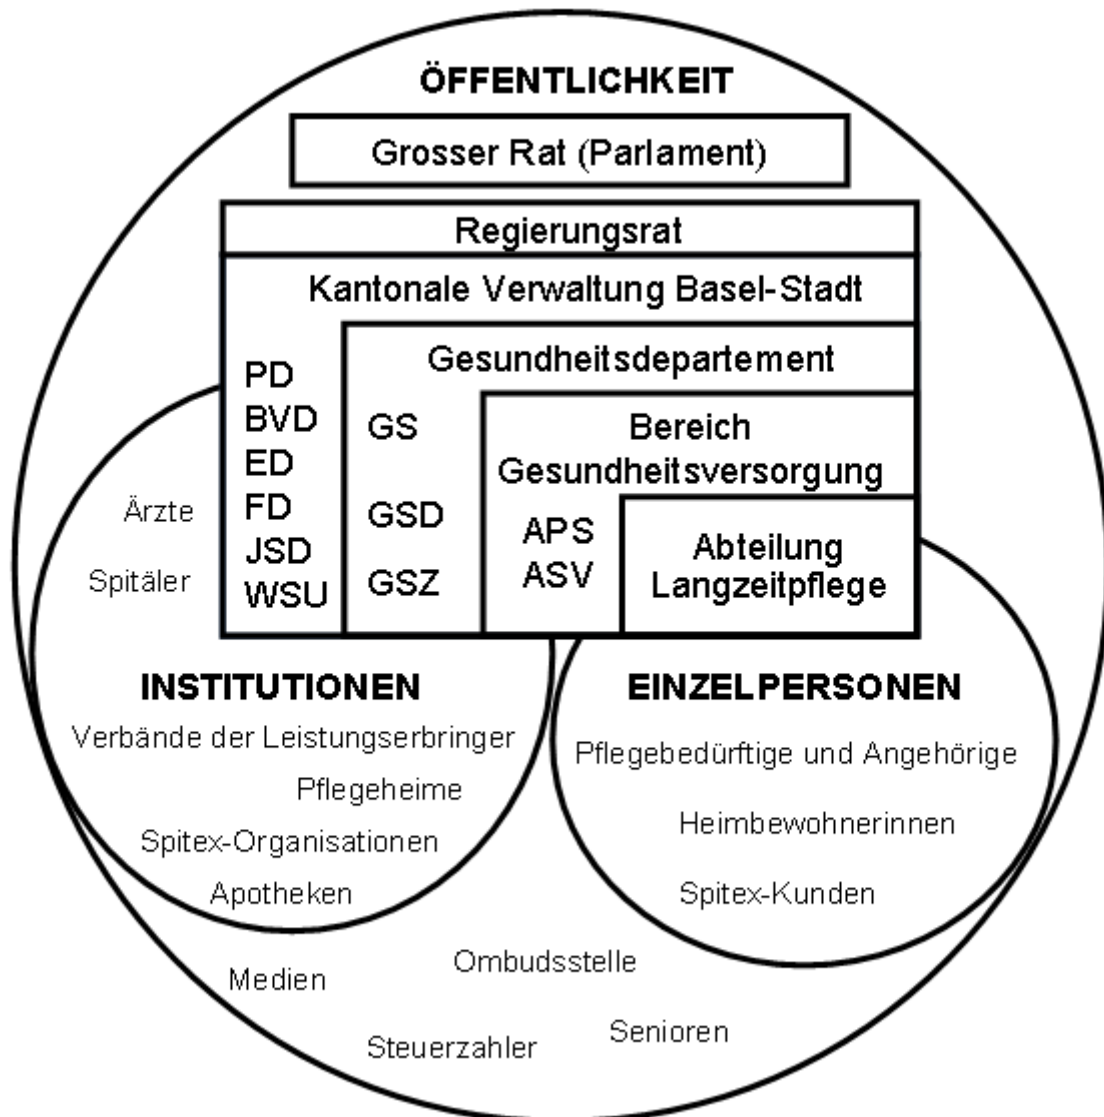 ÖFFENTLICHKEIT
Grosser Rat (Parlament)
Regierungsrat
Kantonale Verwaltung Basel-Stadt
Gesundheitsdepartement
PD
BVD
ED
FD
JSD
WSU
GS
GSD
GSZ
Bereich
Gesundheitsversorgung
APS
ASV
Abteilung
Langzeitpflege
Ärzte
Spitäler
INSTITUTIONEN
Verbände der Leistungserbringer
Pflegeheime
Spitex-Organisationen
Apotheken
EINZELPERSONEN
Pflegebedürftige und Angehörige
Heimbewohnerinnen
Spitex-Kunden
Medien
Ombudsstelle
Steuerzahler
Senioren